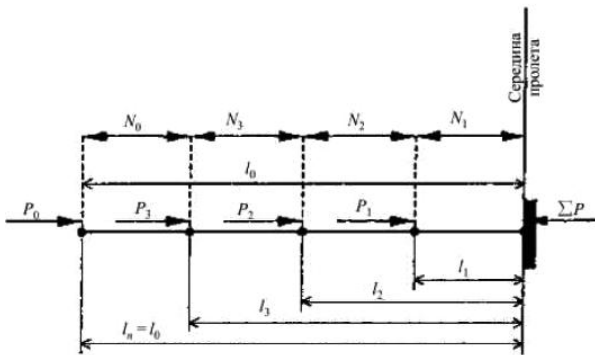 Середина
пролета
N₀ N₃ N₂ N₁
l₀
P₀ P₃ P₂ P₁ ∑P
l₁
l₂
l₃
lₙ = l₀